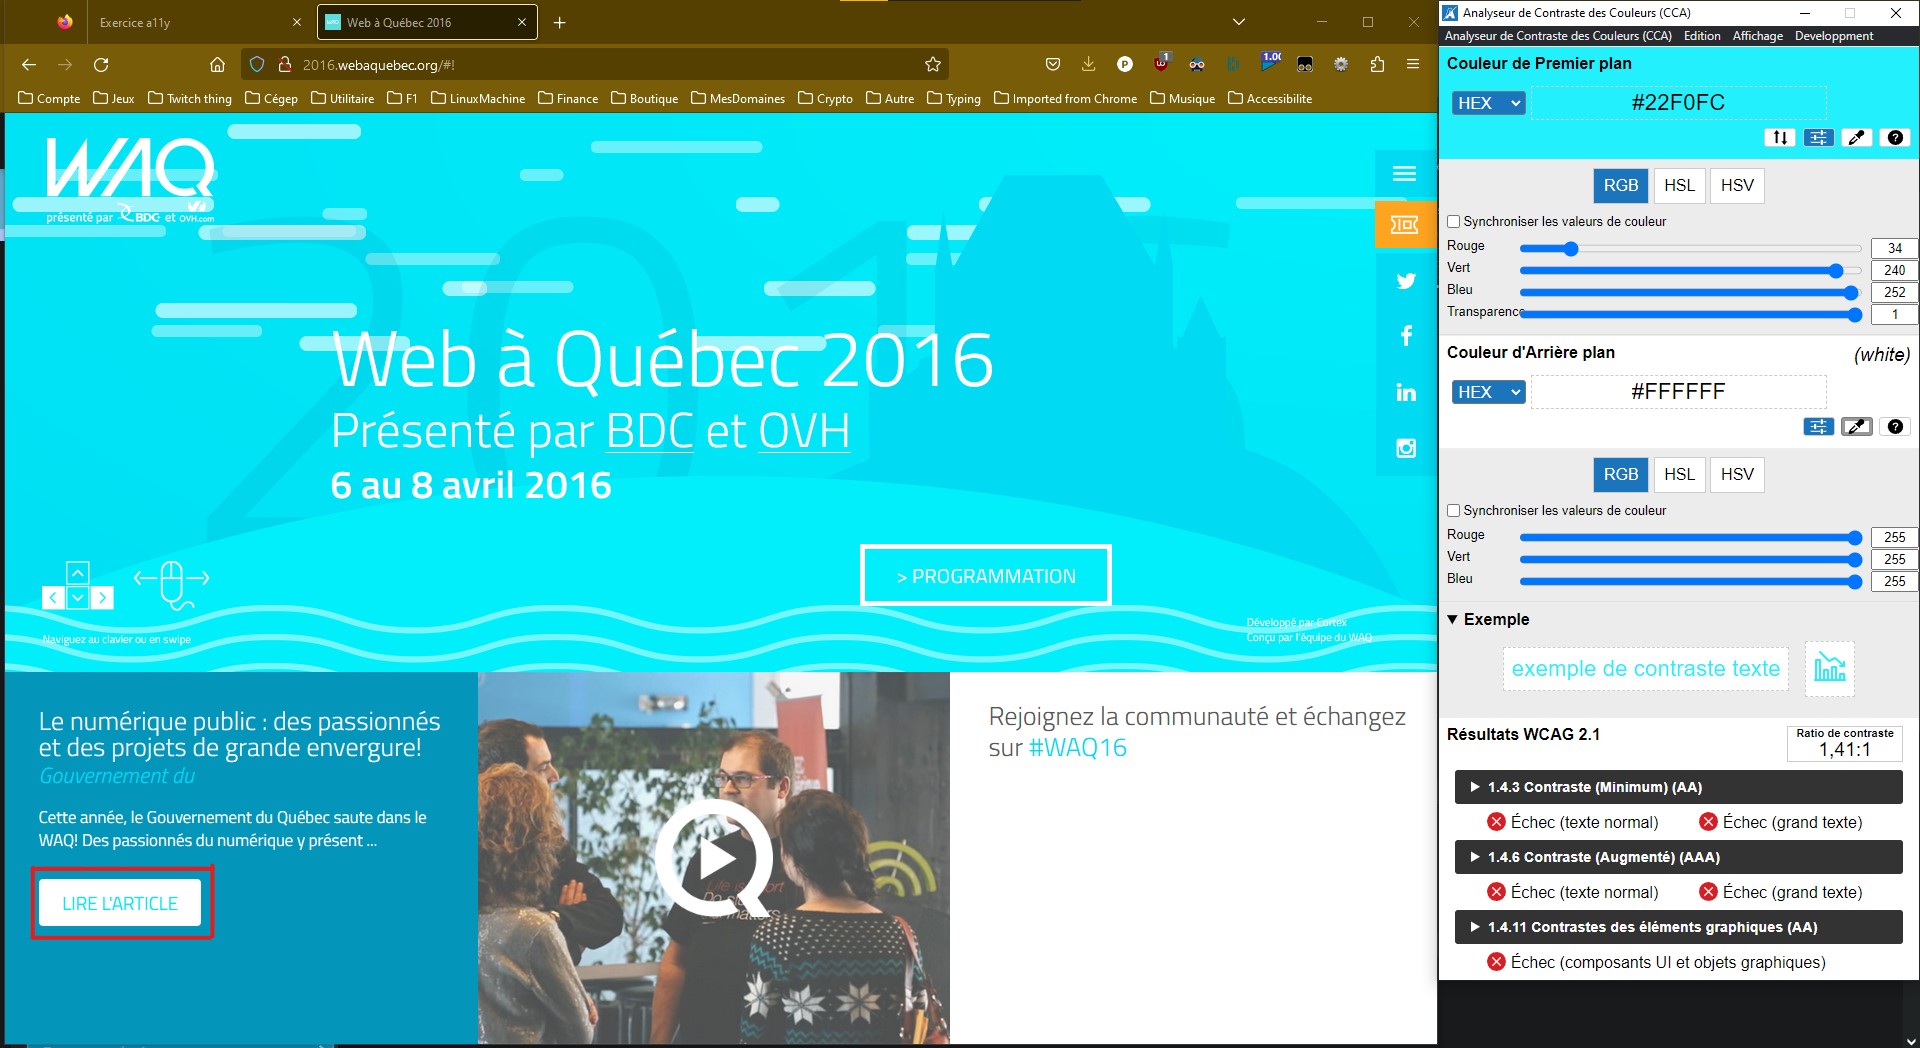 Exercice a11y
Web à Québec 2016
2016.webaquebec.org/#!
Compte
Jeux
Twitch thing
Cégep
Utilitaire
F1
LinuxMachine
Finance
Boutique
MesDomaines
Crypto
Autre
Typing
Imported from Chrome
Musique
Accessibilite
1
1.00
WAQ
présenté par BDC et OVH.com
2016
Web à Québec 2016
Présenté par BDC et OVH
6 au 8 avril 2016
> PROGRAMMATION
Naviguez au clavier ou en swipe
Développé par Cortex
Conçu par l'équipe du WAQ
Le numérique public : des passionnés
et des projets de grande envergure!
Gouvernement du
Cette année, le Gouvernement du Québec saute dans le
WAQ! Des passionnés du numérique y présent ...
LIRE L'ARTICLE
Rejoignez la communauté et échangez
sur #WAQ16
Analyseur de Contraste des Couleurs (CCA)
Analyseur de Contraste des Couleurs (CCA) Edition Affichage Developpment
Couleur de Premier plan
HEX
#22F0FC
RGB
HSL
HSV
Synchroniser les valeurs de couleur
Rouge 34
Vert 240
Bleu 252
Transparence 1
Couleur d'Arrière plan
(white)
HEX
#FFFFFF
RGB
HSL
HSV
Synchroniser les valeurs de couleur
Rouge 255
Vert 255
Bleu 255
Exemple
exemple de contraste texte
Résultats WCAG 2.1
Ratio de contraste
1,41:1
1.4.3 Contraste (Minimum) (AA)
Échec (texte normal)
Échec (grand texte)
1.4.6 Contraste (Augmenté) (AAA)
Échec (texte normal)
Échec (grand texte)
1.4.11 Contrastes des éléments graphiques (AA)
Échec (composants UI et objets graphiques)